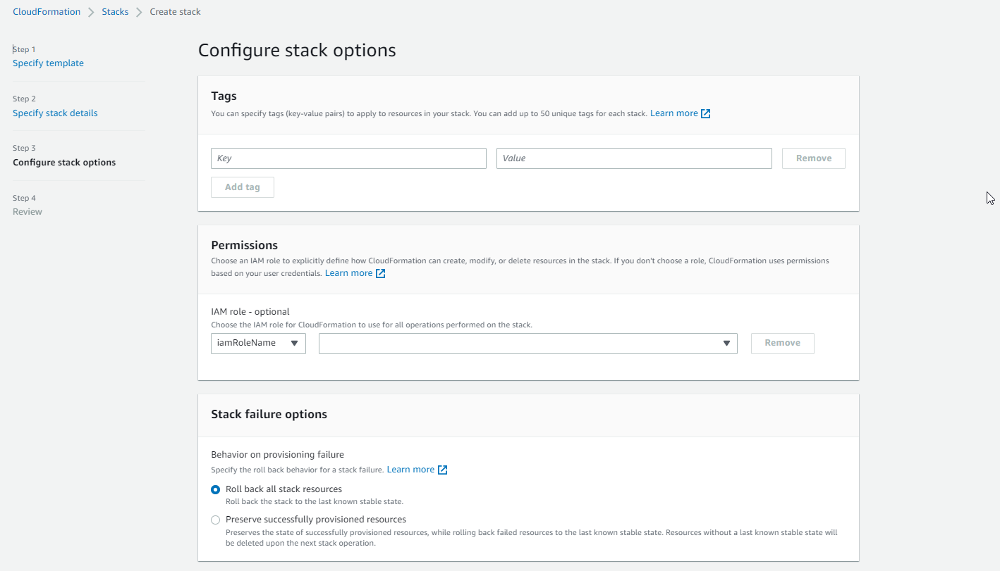 CloudFormation > Stacks > Create stack
Step 1
Specify template
Step 2
Specify stack details
Step 3
Configure stack options
Step 4
Review
Configure stack options
Tags
You can specify tags (key-value pairs) to apply to resources in your stack. You can add up to 50 unique tags for each stack. Learn more
Key
Value
Remove
Add tag
Permissions
Choose an IAM role to explicitly define how CloudFormation can create, modify, or delete resources in the stack. If you don't choose a role, CloudFormation uses permissions
based on your user credentials. Learn more
IAM role - optional
Choose the IAM role for CloudFormation to use for all operations performed on the stack.
iamRoleName
Remove
Stack failure options
Behavior on provisioning failure
Specify the roll back behavior for a stack failure. Learn more
Roll back all stack resources
Roll back the stack to the last known stable state.
Preserve successfully provisioned resources
Preserves the state of successfully provisioned resources, while rolling back failed resources to the last known stable state. Resources without a last known stable state will
be deleted upon the next stack operation.